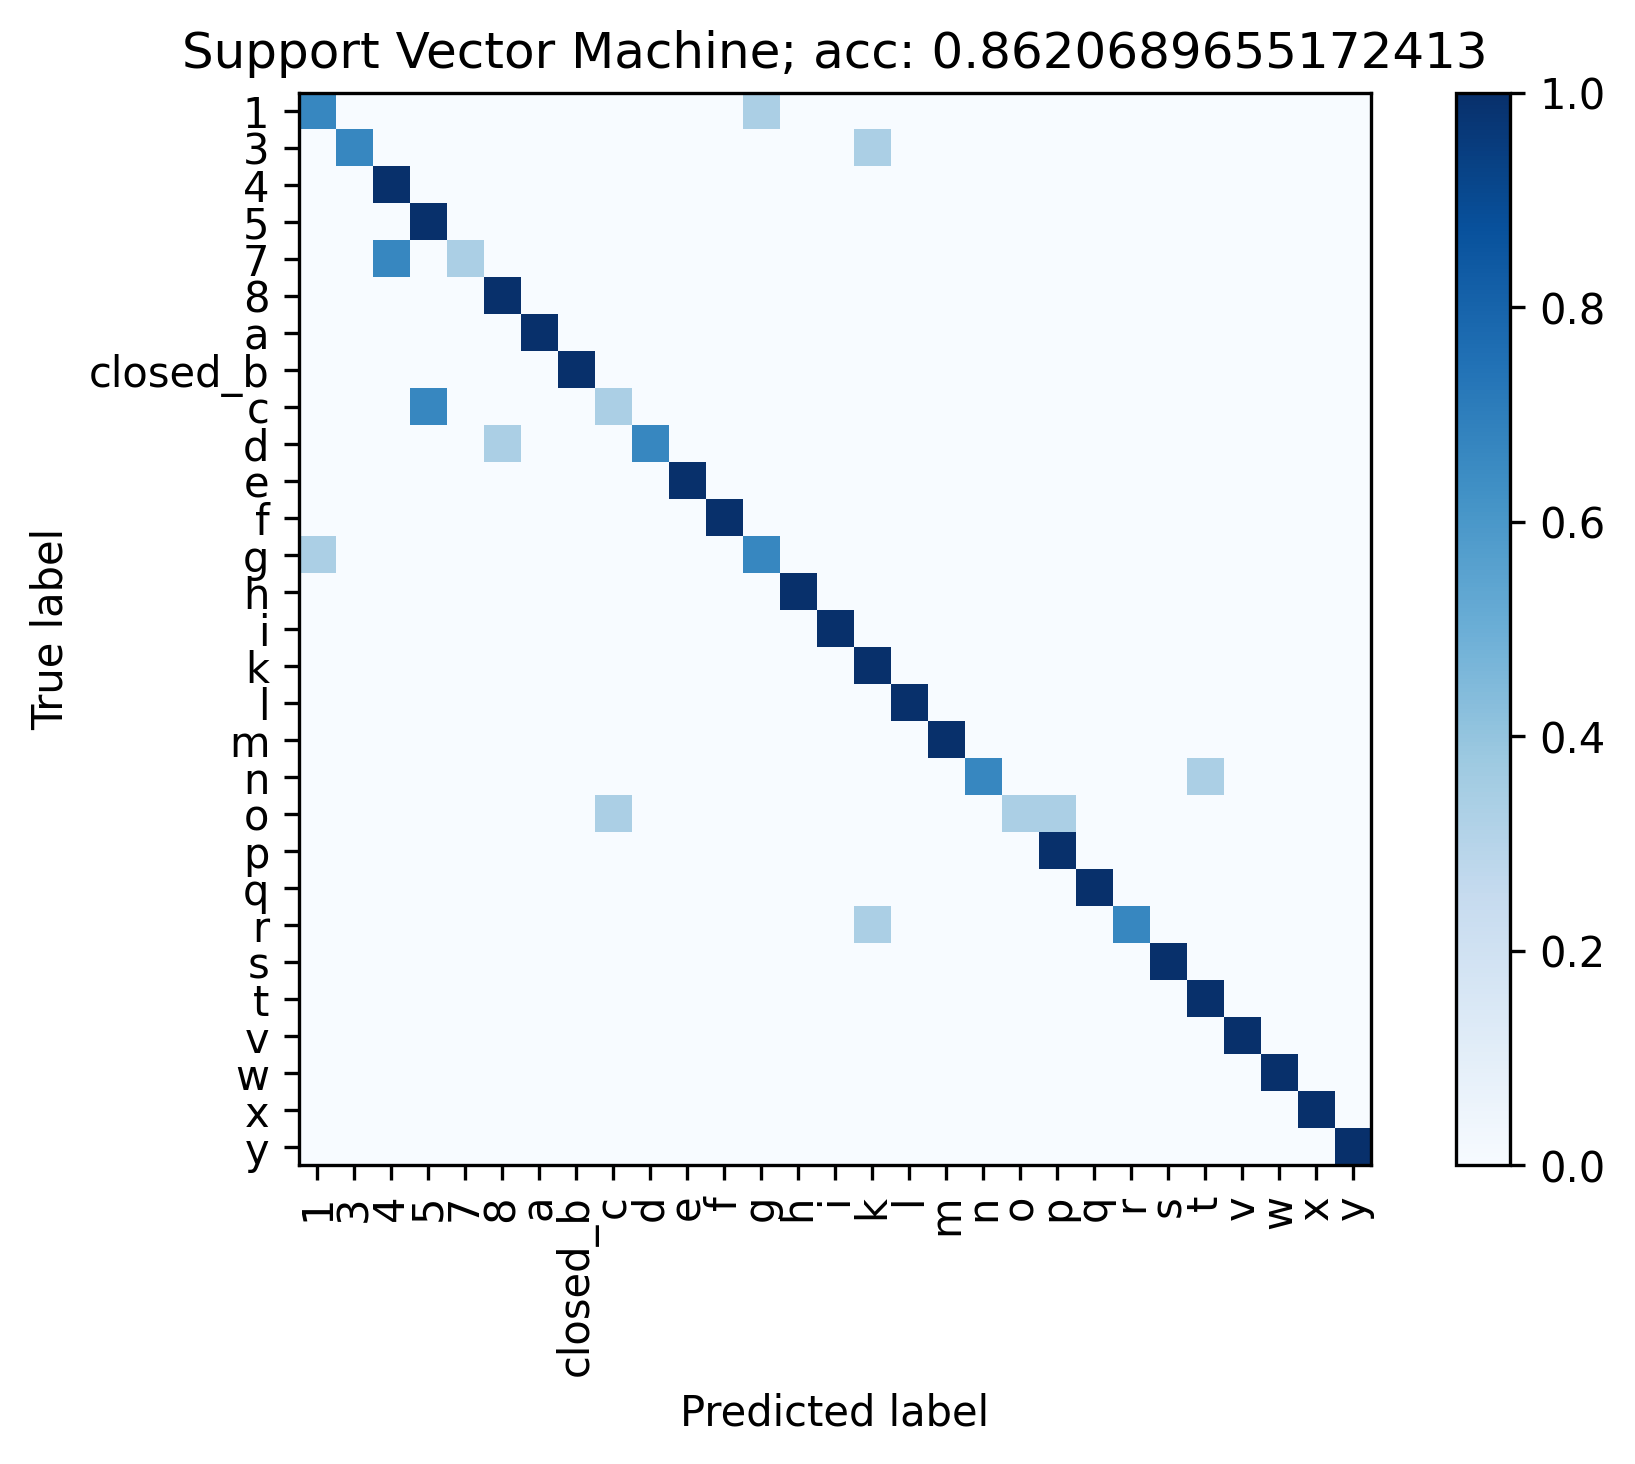 Support Vector Machine; acc: 0.8620689655172413
1
3
4
5
7
8
a
closed_b
c
d
e
f
g
h
i
k
l
m
n
o
p
q
r
s
t
v
w
x
y
True label
1 3 4 5 7 8 a closed_b c d e f g h i k l m n o p q r s t v w x y
Predicted label
1.0
0.8
0.6
0.4
0.2
0.0